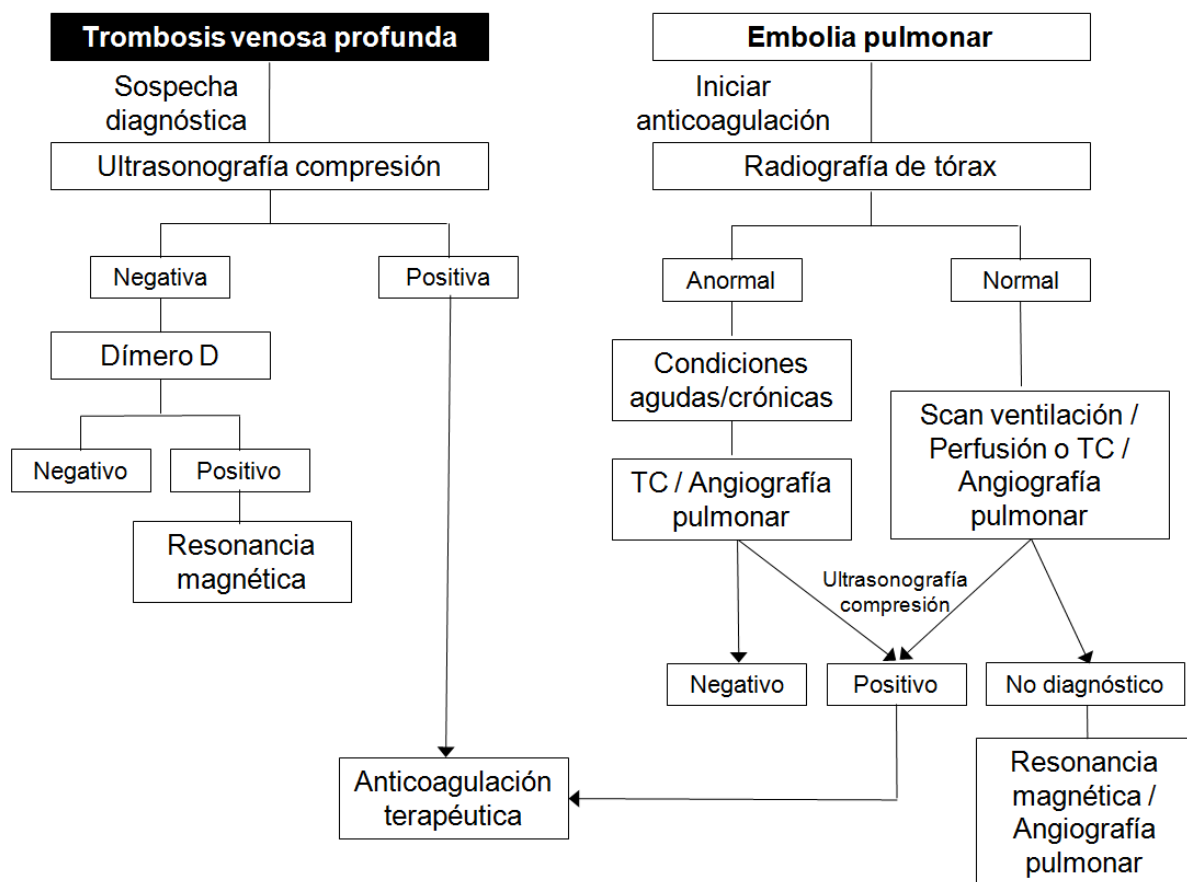 Trombosis venosa profunda
Sospecha
diagnóstica
Ultrasonografía compresión
Negativa
Positiva
Dímero D
Negativo
Positivo
Resonancia
magnética
Embolia pulmonar
Iniciar
anticoagulación
Radiografía de tórax
Anormal
Normal
Condiciones
agudas/crónicas
TC / Angiografía
pulmonar
Scan ventilación /
Perfusión o TC /
Angiografía
pulmonar
Ultrasonografía
compresión
Negativo
Positivo
No diagnóstico
Anticoagulación
terapéutica
Resonancia
magnética /
Angiografía
pulmonar